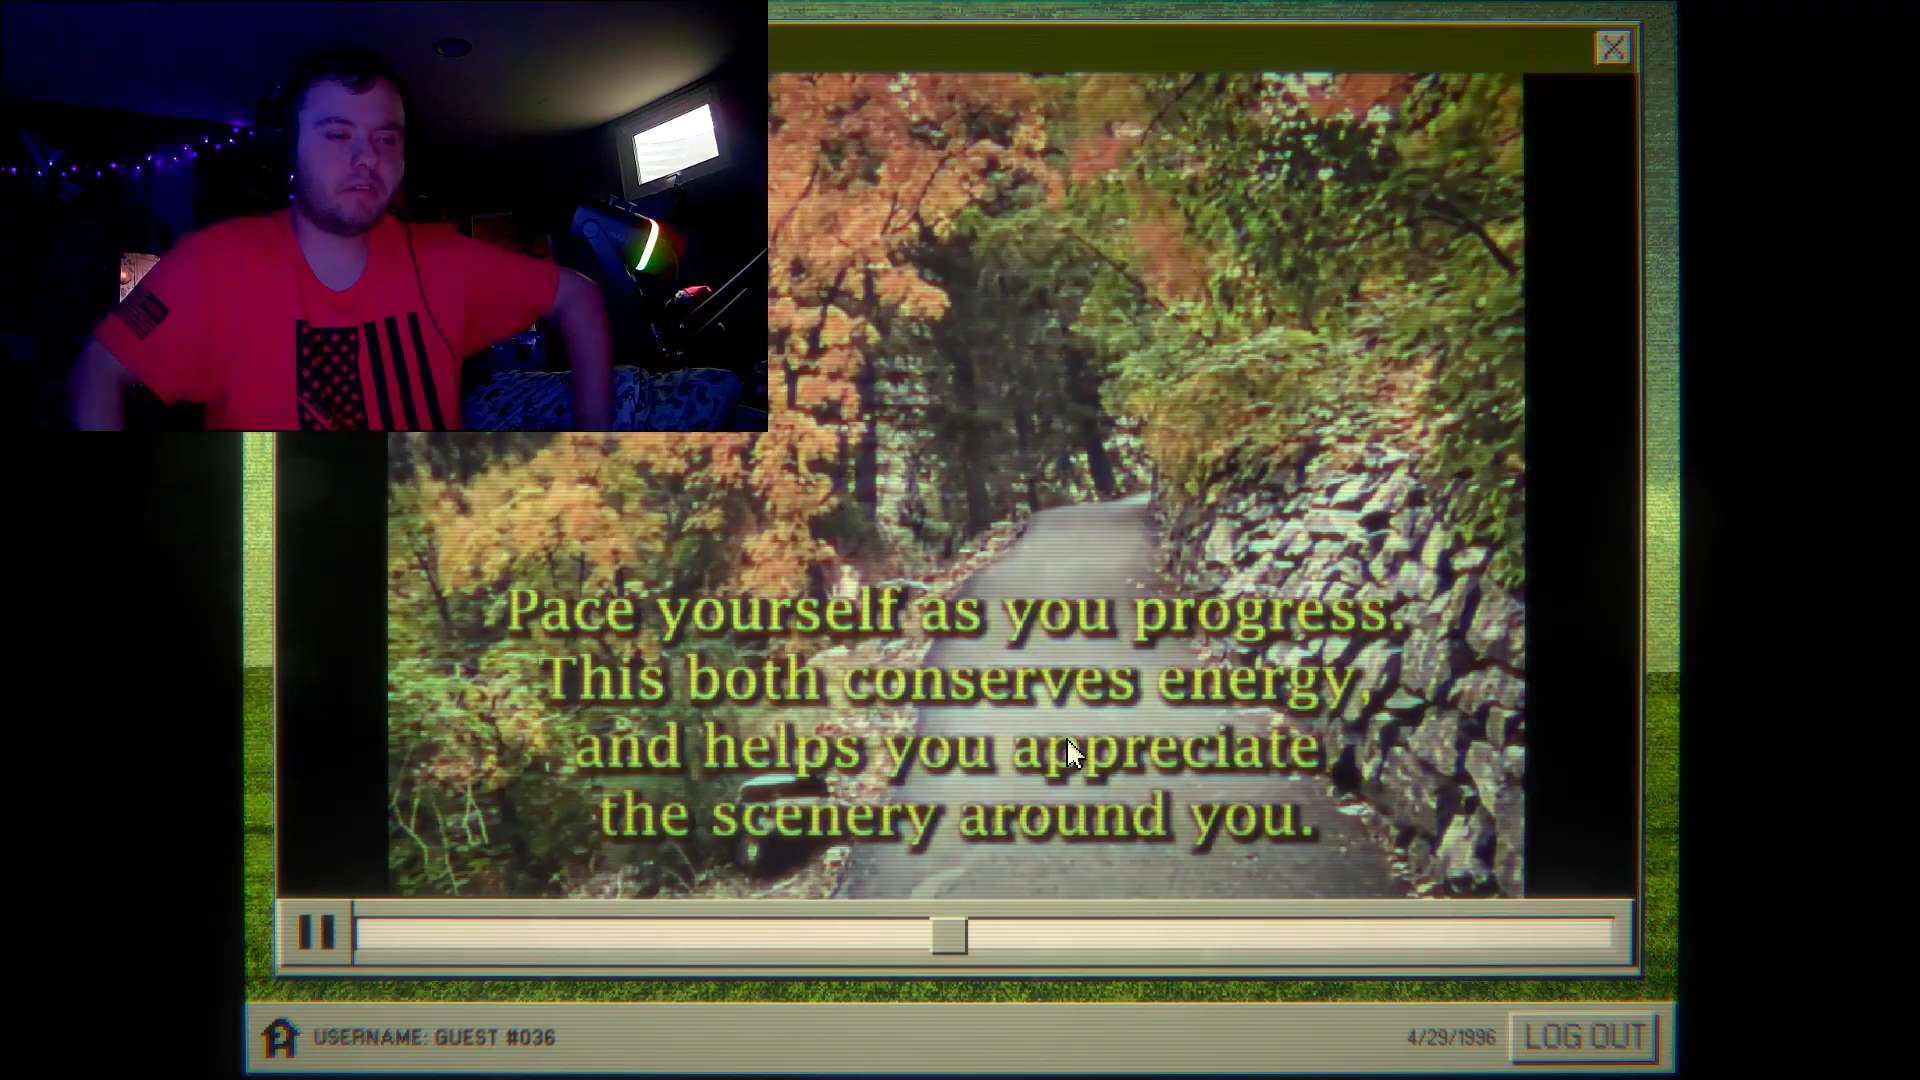 Pace yourself as you progress.
This both conserves energy,
and helps you appreciate
the scenery around you.
USERNAME: GUEST #036
4/29/1996
LOG OUT